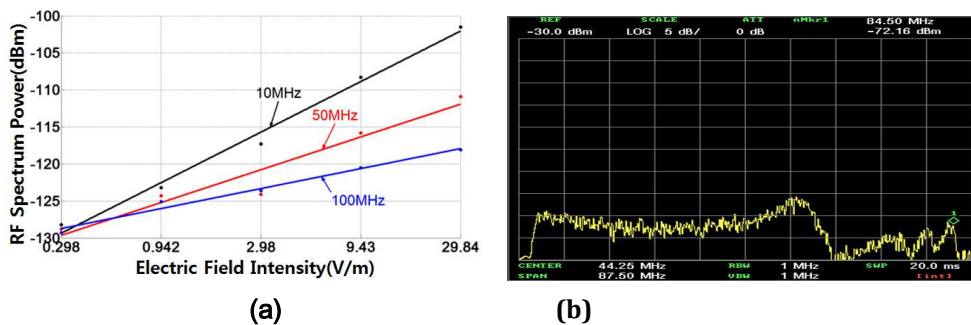 -100
-105
-110
-115
-120
-125
-130
RF Spectrum Power(dBm)
10MHz
50MHz
100MHz
0.298 0.942 2.98 9.43 29.84
Electric Field Intensity(V/m)
(a)
REF SCALE ATT nMkr1 84.50 MHz
-30.0 dBm LOG 5 dB/ 0 dB -72.16 dBm
1
CENTER 44.25 MHz RBW 1 MHz SWP 20.0 ms
SPAN 87.50 MHz VBW 1 MHz [int]
(b)